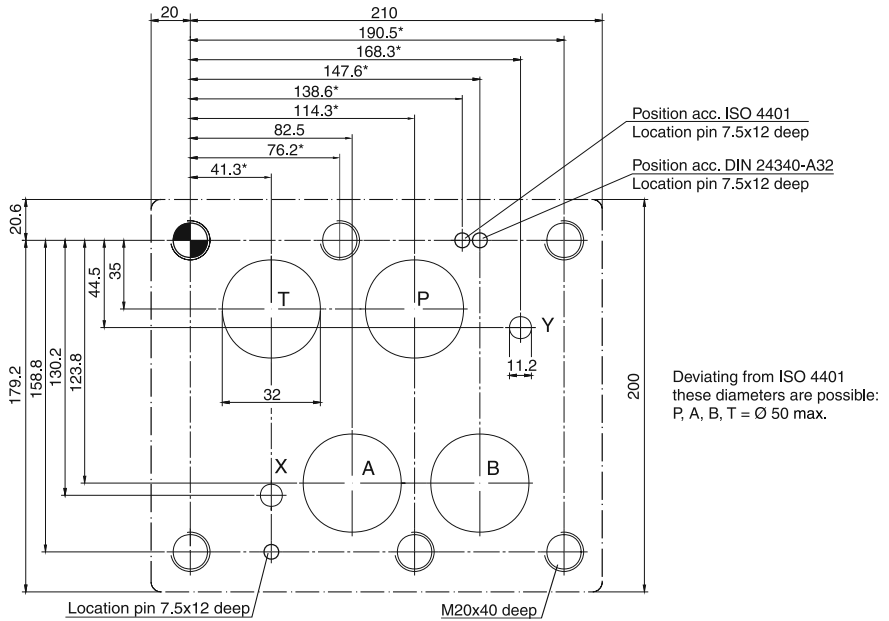 20
210
190.5*
168.3*
147.6*
138.6*
114.3*
82.5
76.2*
41.3*
Position acc. ISO 4401
Location pin 7.5x12 deep
Position acc. DIN 24340-A32
Location pin 7.5x12 deep
20.6
179.2
158.8
130.2
123.8
44.5
35
T
P
Y
11.2
32
200
Deviating from ISO 4401
these diameters are possible:
P, A, B, T = Ø 50 max.
X
A
B
Location pin 7.5x12 deep
M20x40 deep